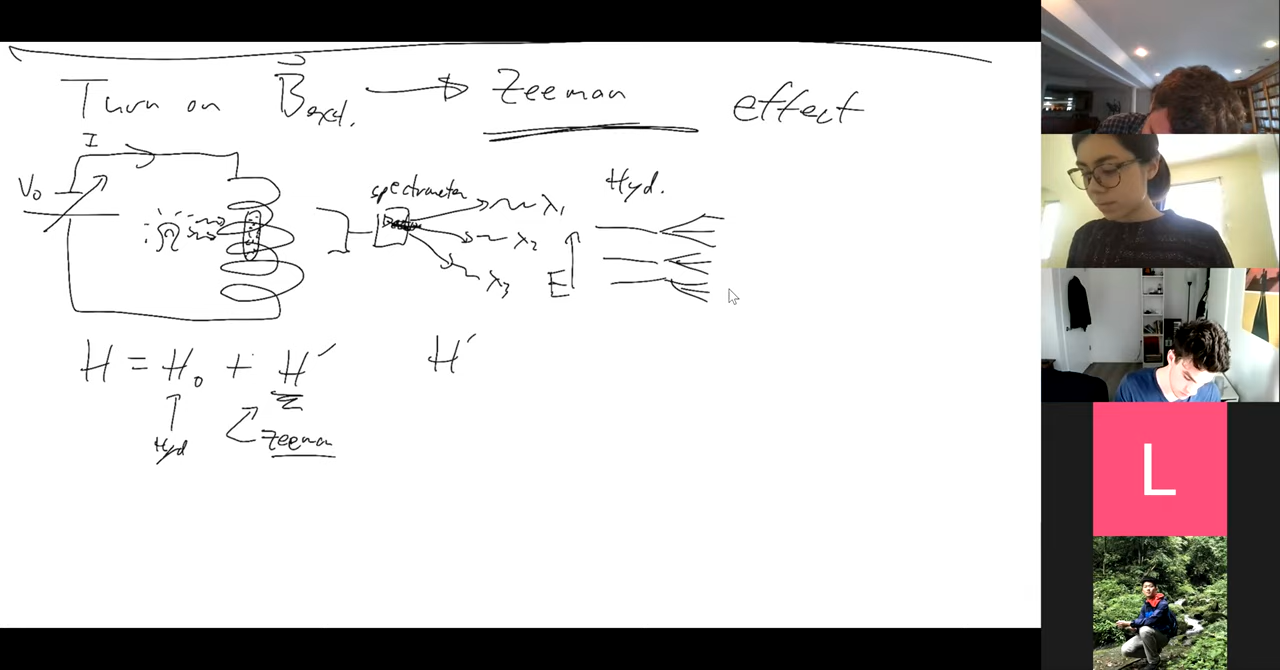 Turn on B ext. → Zeeman effect
I
V₀
spectrometer
λ₁
λ₂
λ₃
Hyd.
E
H = H₀ + H′
H′
Hyd
Zeeman
L